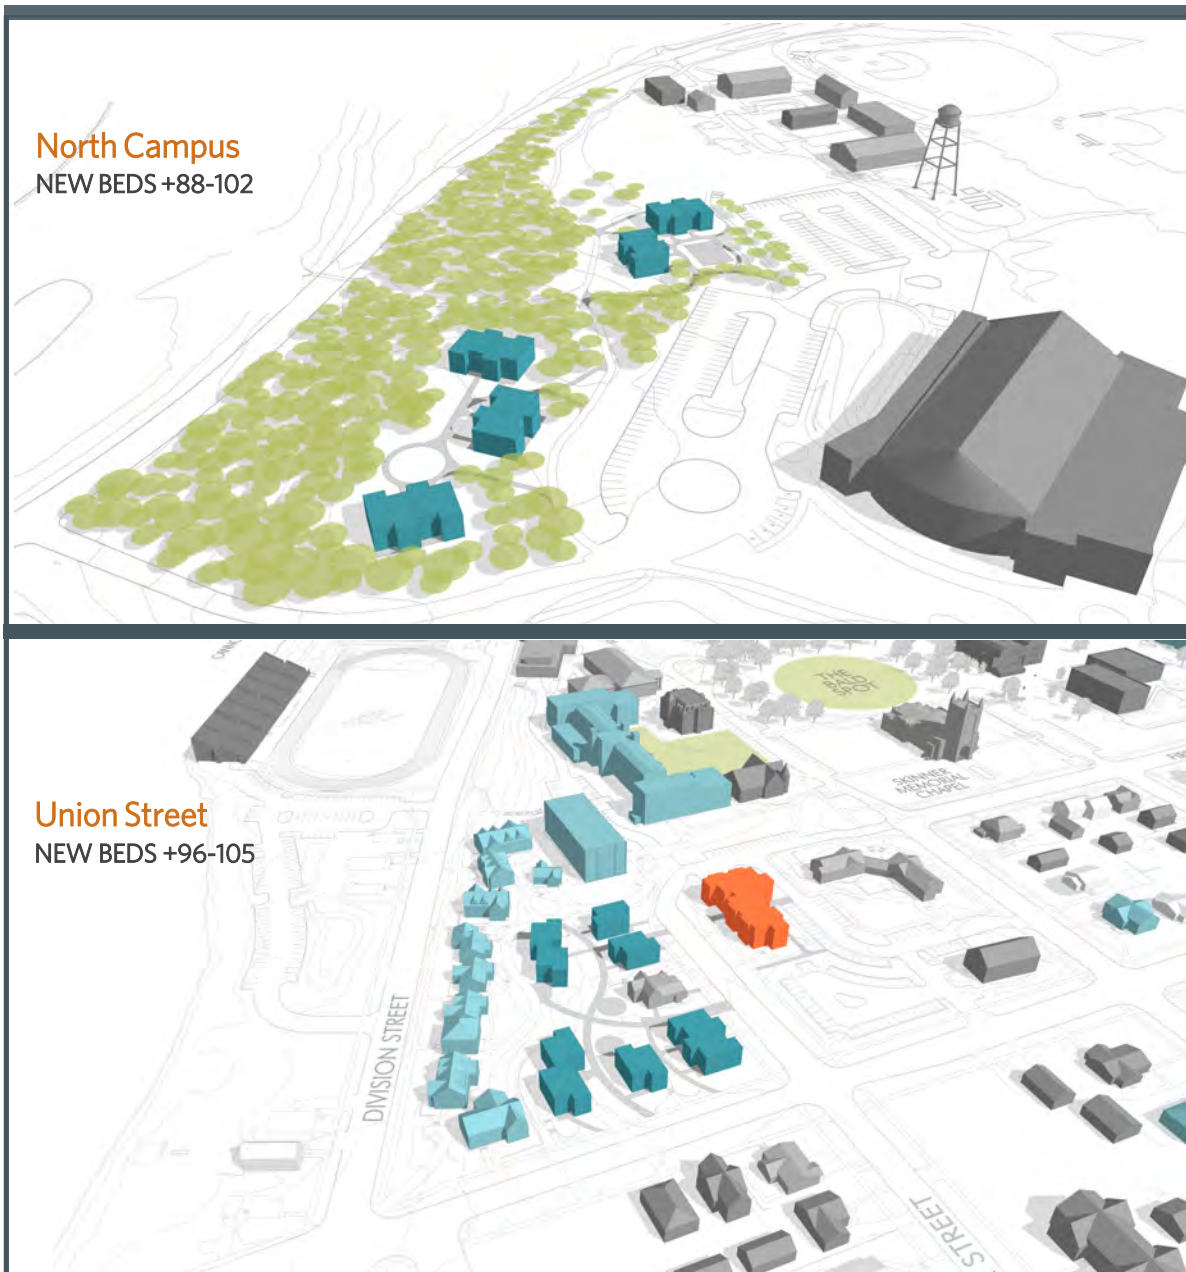 North Campus
NEW BEDS +88-102
THE
BALD
SPOT
SKINNER
MEMORIAL
CHAPEL
Union Street
NEW BEDS +96-105
DIVISION STREET
STREET